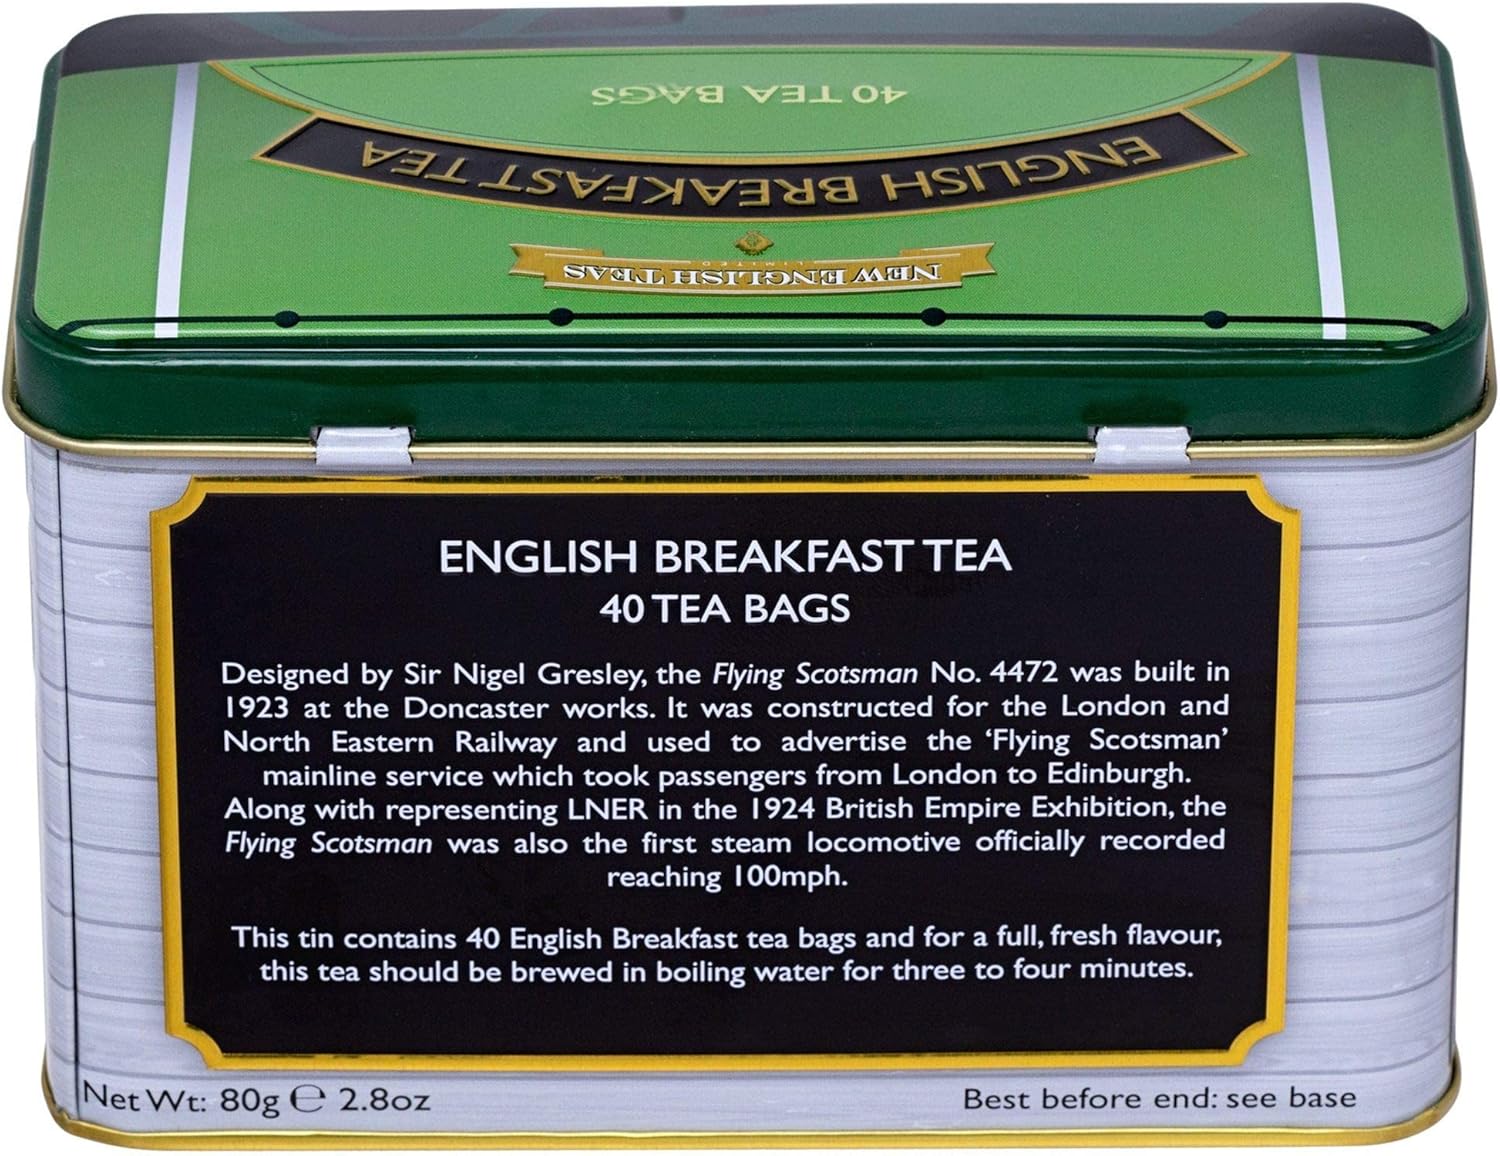 40 TEA BAGS
ENGLISH BREAKFAST TEA
NEW ENGLISH TEAS
LIMITED
ENGLISH BREAKFAST TEA
40 TEA BAGS
Designed by Sir Nigel Gresley, the Flying Scotsman No. 4472 was built in
1923 at the Doncaster works. It was constructed for the London and
North Eastern Railway and used to advertise the ‘Flying Scotsman’
mainline service which took passengers from London to Edinburgh.
Along with representing LNER in the 1924 British Empire Exhibition, the
Flying Scotsman was also the first steam locomotive officially recorded
reaching 100mph.
This tin contains 40 English Breakfast tea bags and for a full, fresh flavour,
this tea should be brewed in boiling water for three to four minutes.
Net Wt: 80g ℮ 2.8oz
Best before end: see base